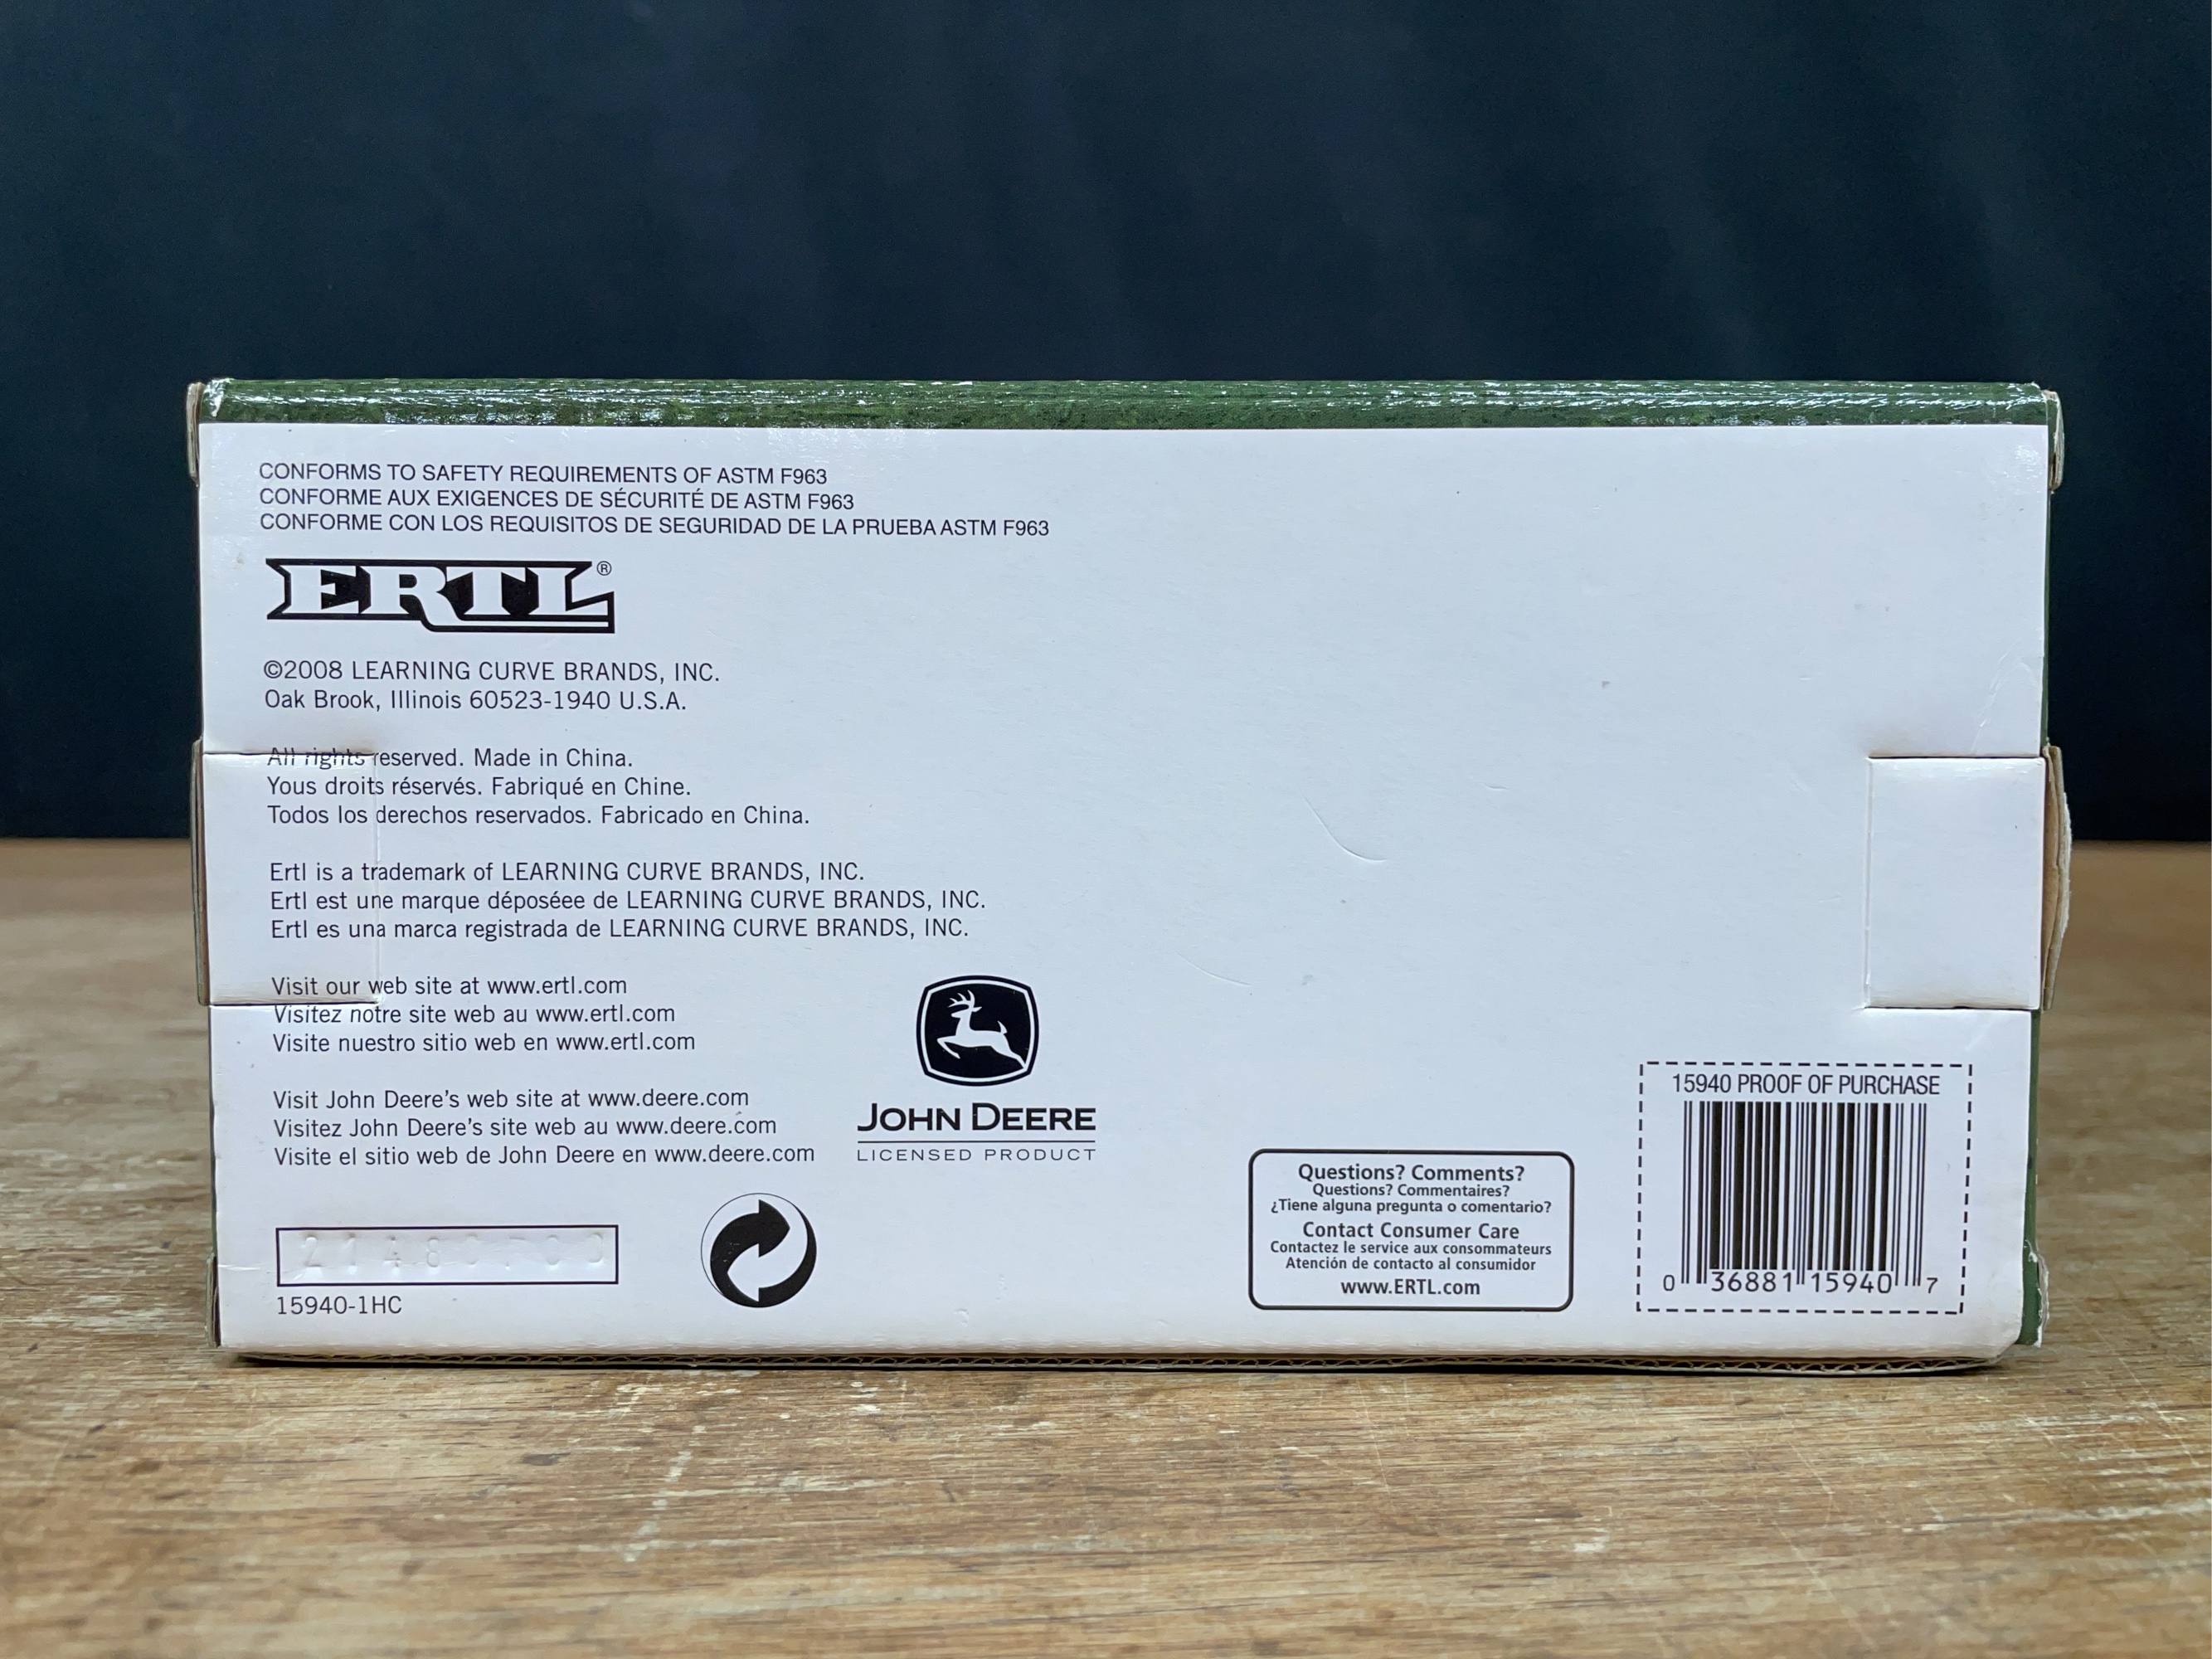 CONFORMS TO SAFETY REQUIREMENTS OF ASTM F963
CONFORME AUX EXIGENCES DE SÉCURITÉ DE ASTM F963
CONFORME CON LOS REQUISITOS DE SEGURIDAD DE LA PRUEBA ASTM F963
ERTL®
©2008 LEARNING CURVE BRANDS, INC.
Oak Brook, Illinois 60523-1940 U.S.A.
All rights reserved. Made in China.
Yous droits réservés. Fabriqué en Chine.
Todos los derechos reservados. Fabricado en China.
Ertl is a trademark of LEARNING CURVE BRANDS, INC.
Ertl est une marque déposéee de LEARNING CURVE BRANDS, INC.
Ertl es una marca registrada de LEARNING CURVE BRANDS, INC.
Visit our web site at www.ertl.com
Visitez notre site web au www.ertl.com
Visite nuestro sitio web en www.ertl.com
Visit John Deere's web site at www.deere.com
Visitez John Deere's site web au www.deere.com
Visite el sitio web de John Deere en www.deere.com
15940-1HC
JOHN DEERE
LICENSED PRODUCT
Questions? Comments?
Questions? Commentaires?
¿Tiene alguna pregunta o comentario?
Contact Consumer Care
Contactez le service aux consommateurs
Atención de contacto al consumidor
www.ERTL.com
15940 PROOF OF PURCHASE
0 36881 15940 7